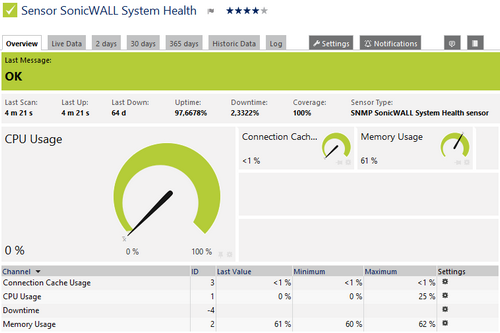 Sensor SonicWALL System Health
Overview Live Data 2 days 30 days 365 days Historic Data Log Settings Notifications
Last Message:
OK
Last Scan: Last Up: Last Down: Uptime: Downtime: Coverage: Sensor Type:
4 m 21 s 4 m 21 s 64 d 97,6678% 2,3322% 100% SNMP SonicWALL System Health sensor
CPU Usage
0 %
0 % 100 %
Connection Cach...
<1 %
Memory Usage
61 %
Channel ID Last Value Minimum Maximum Settings
Connection Cache Usage 3 <1 % <1 % <1 %
CPU Usage 1 0 % 0 % 25 %
Downtime -4
Memory Usage 2 61 % 60 % 62 %